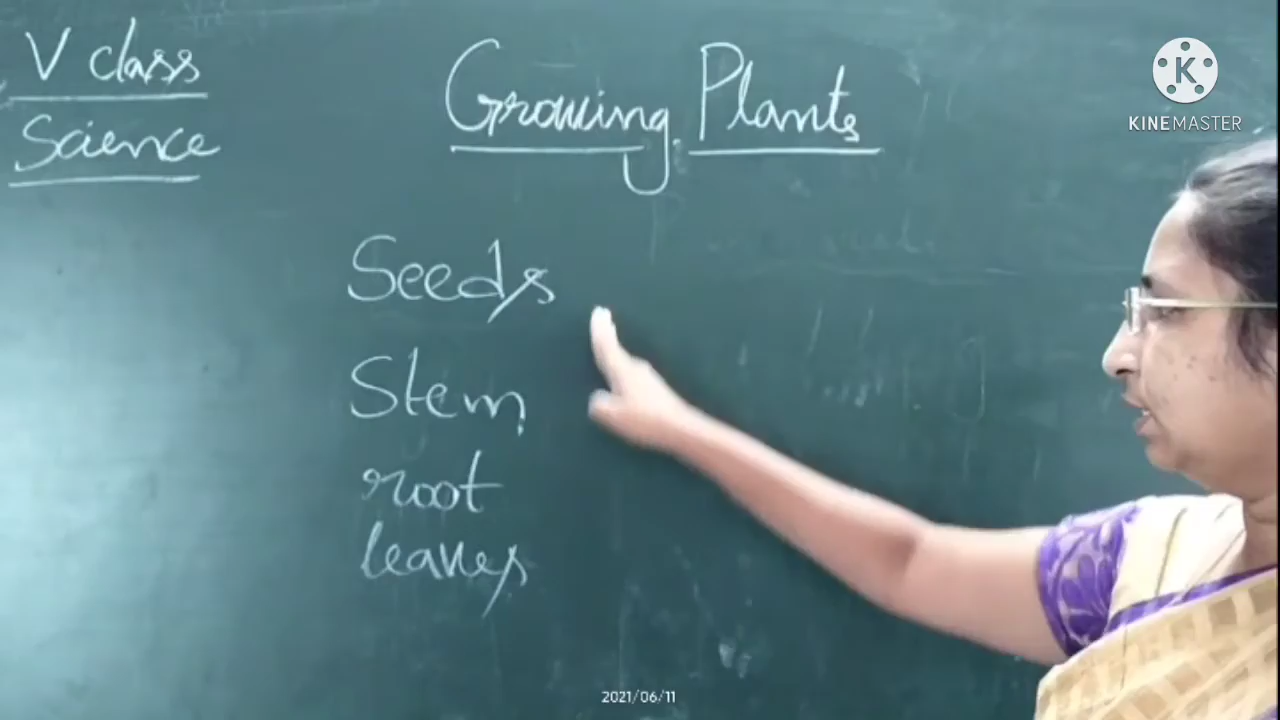 V class
Science
Growing Plants
Seeds
Stem
root
leaves
K
KINEMASTER
2021/06/11